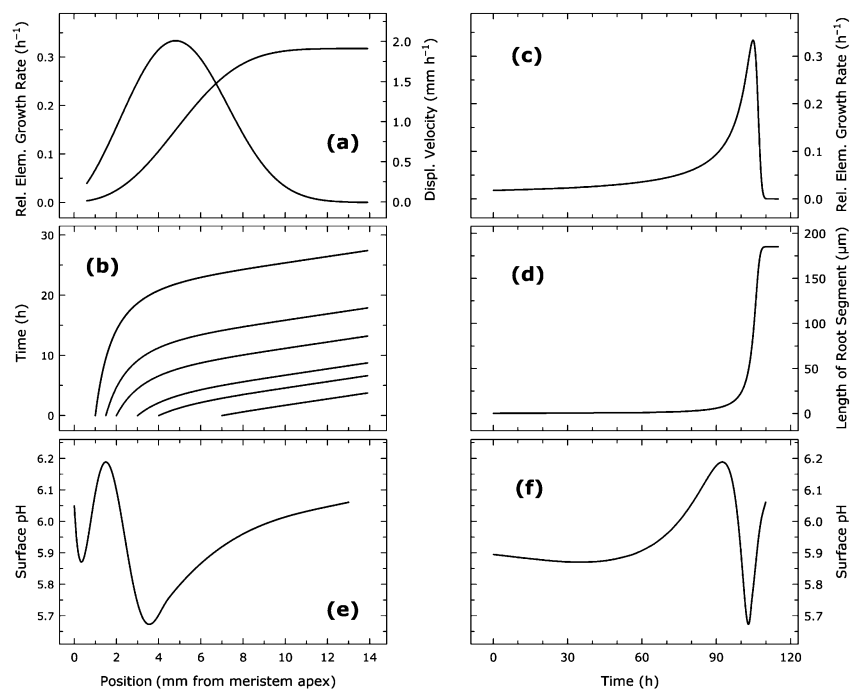 Rel. Elem. Growth Rate (h⁻¹)
0.3
0.2
0.1
0.0
(a)
2.0
1.5
1.0
0.5
0.0
Displ. Velocity (mm h⁻¹)
(c)
0.3
0.2
0.1
0.0
Rel. Elem. Growth Rate (h⁻¹)
Time (h)
30
20
10
0
(b)
(d)
200
150
100
50
0
Length of Root Segment (μm)
Surface pH
6.2
6.1
6.0
5.9
5.8
5.7
(e)
0 2 4 6 8 10 12 14
Position (mm from meristem apex)
(f)
6.2
6.1
6.0
5.9
5.8
5.7
Surface pH
0 30 60 90 120
Time (h)